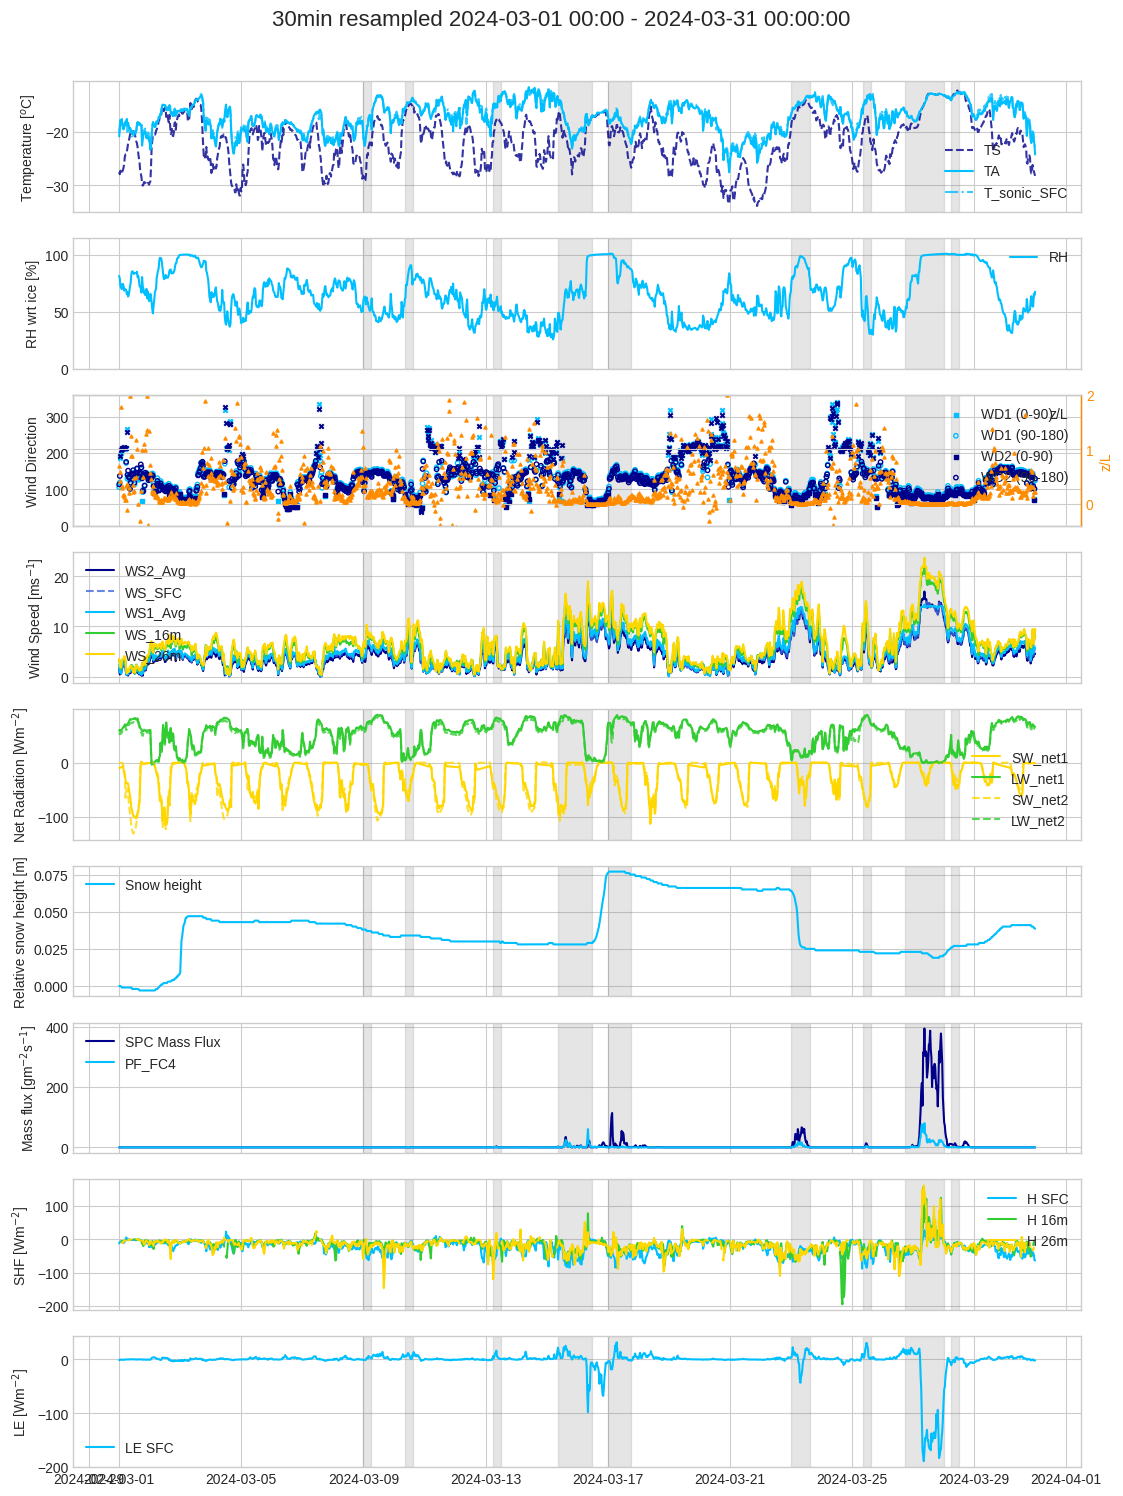 30min resampled 2024-03-01 00:00 - 2024-03-31 00:00:00
Temperature [°C]
−20
−30
TS
TA
T_sonic_SFC
RH wrt ice [%]
100
50
0
RH
Wind Direction
300
200
100
0
WD1 (0-90)
z/L
WD1 (90-180)
WD2 (0-90)
2
1
0
z/L
Wind Speed [ms⁻¹]
20
10
0
WS2_Avg
WS_SFC
WS1_Avg
WS_16m
WS_26m
Net Radiation [Wm⁻²]
0
−100
SW_net1
LW_net1
SW_net2
LW_net2
Relative snow height [m]
0.075
0.050
0.025
0.000
Snow height
Mass flux [gm⁻²s⁻¹]
400
200
0
SPC Mass Flux
PF_FC4
SHF [Wm⁻²]
100
0
−100
−200
H SFC
H 16m
H 26m
LE [Wm⁻²]
0
−100
−200
LE SFC
2024-02-29
2024-03-01
2024-03-05
2024-03-09
2024-03-13
2024-03-17
2024-03-21
2024-03-25
2024-03-29
2024-04-01